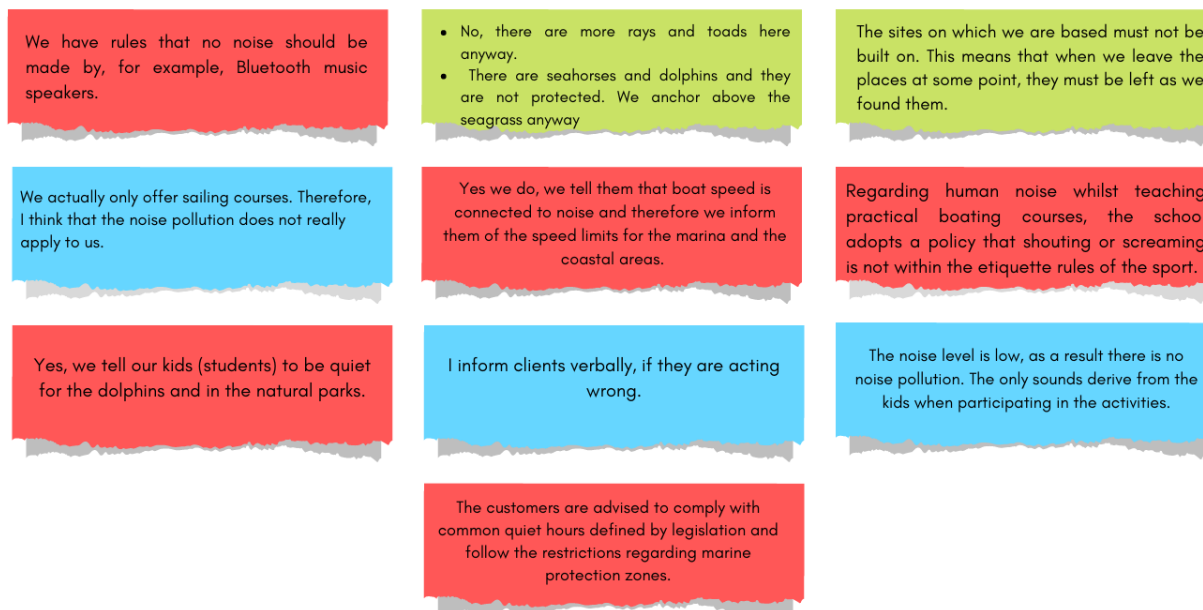 We have rules that no noise should be
made by, for example, Bluetooth music
speakers.
• No, there are more rays and toads here
anyway.
• There are seahorses and dolphins and they
are not protected. We anchor above the
seagrass anyway
The sites on which we are based must not be
built on. This means that when we leave the
places at some point, they must be left as we
found them.
We actually only offer sailing courses. Therefore,
I think that the noise pollution does not really
apply to us.
Yes we do, we tell them that boat speed is
connected to noise and therefore we inform
them of the speed limits for the marina and the
coastal areas.
Regarding human noise whilst teaching
practical boating courses, the schoo
adopts a policy that shouting or screaming
is not within the etiquette rules of the sport.
Yes, we tell our kids (students) to be quiet
for the dolphins and in the natural parks.
I inform clients verbally, if they are acting
wrong.
The noise level is low, as a result there is no
noise pollution. The only sounds derive from the
kids when participating in the activities.
The customers are advised to comply with
common quiet hours defined by legislation and
follow the restrictions regarding marine
protection zones.